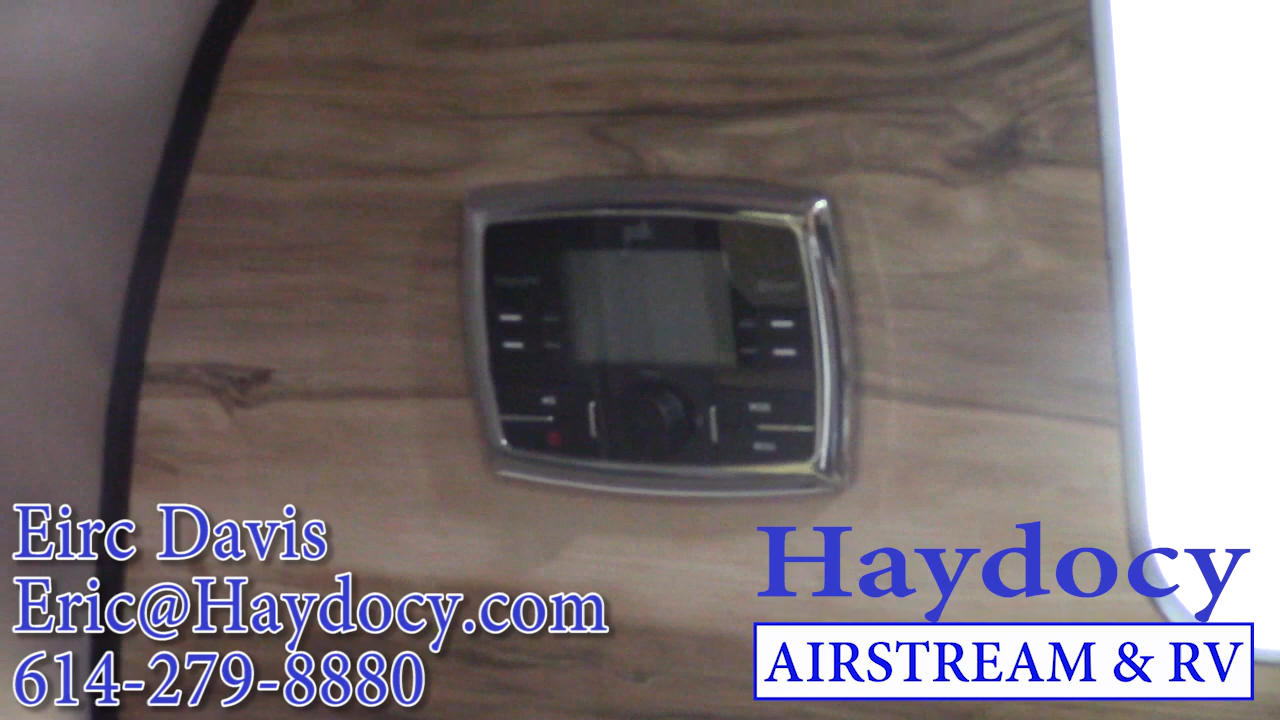 Eirc Davis
Eric@Haydocy.com
614-279-8880
Haydocy
AIRSTREAM & RV